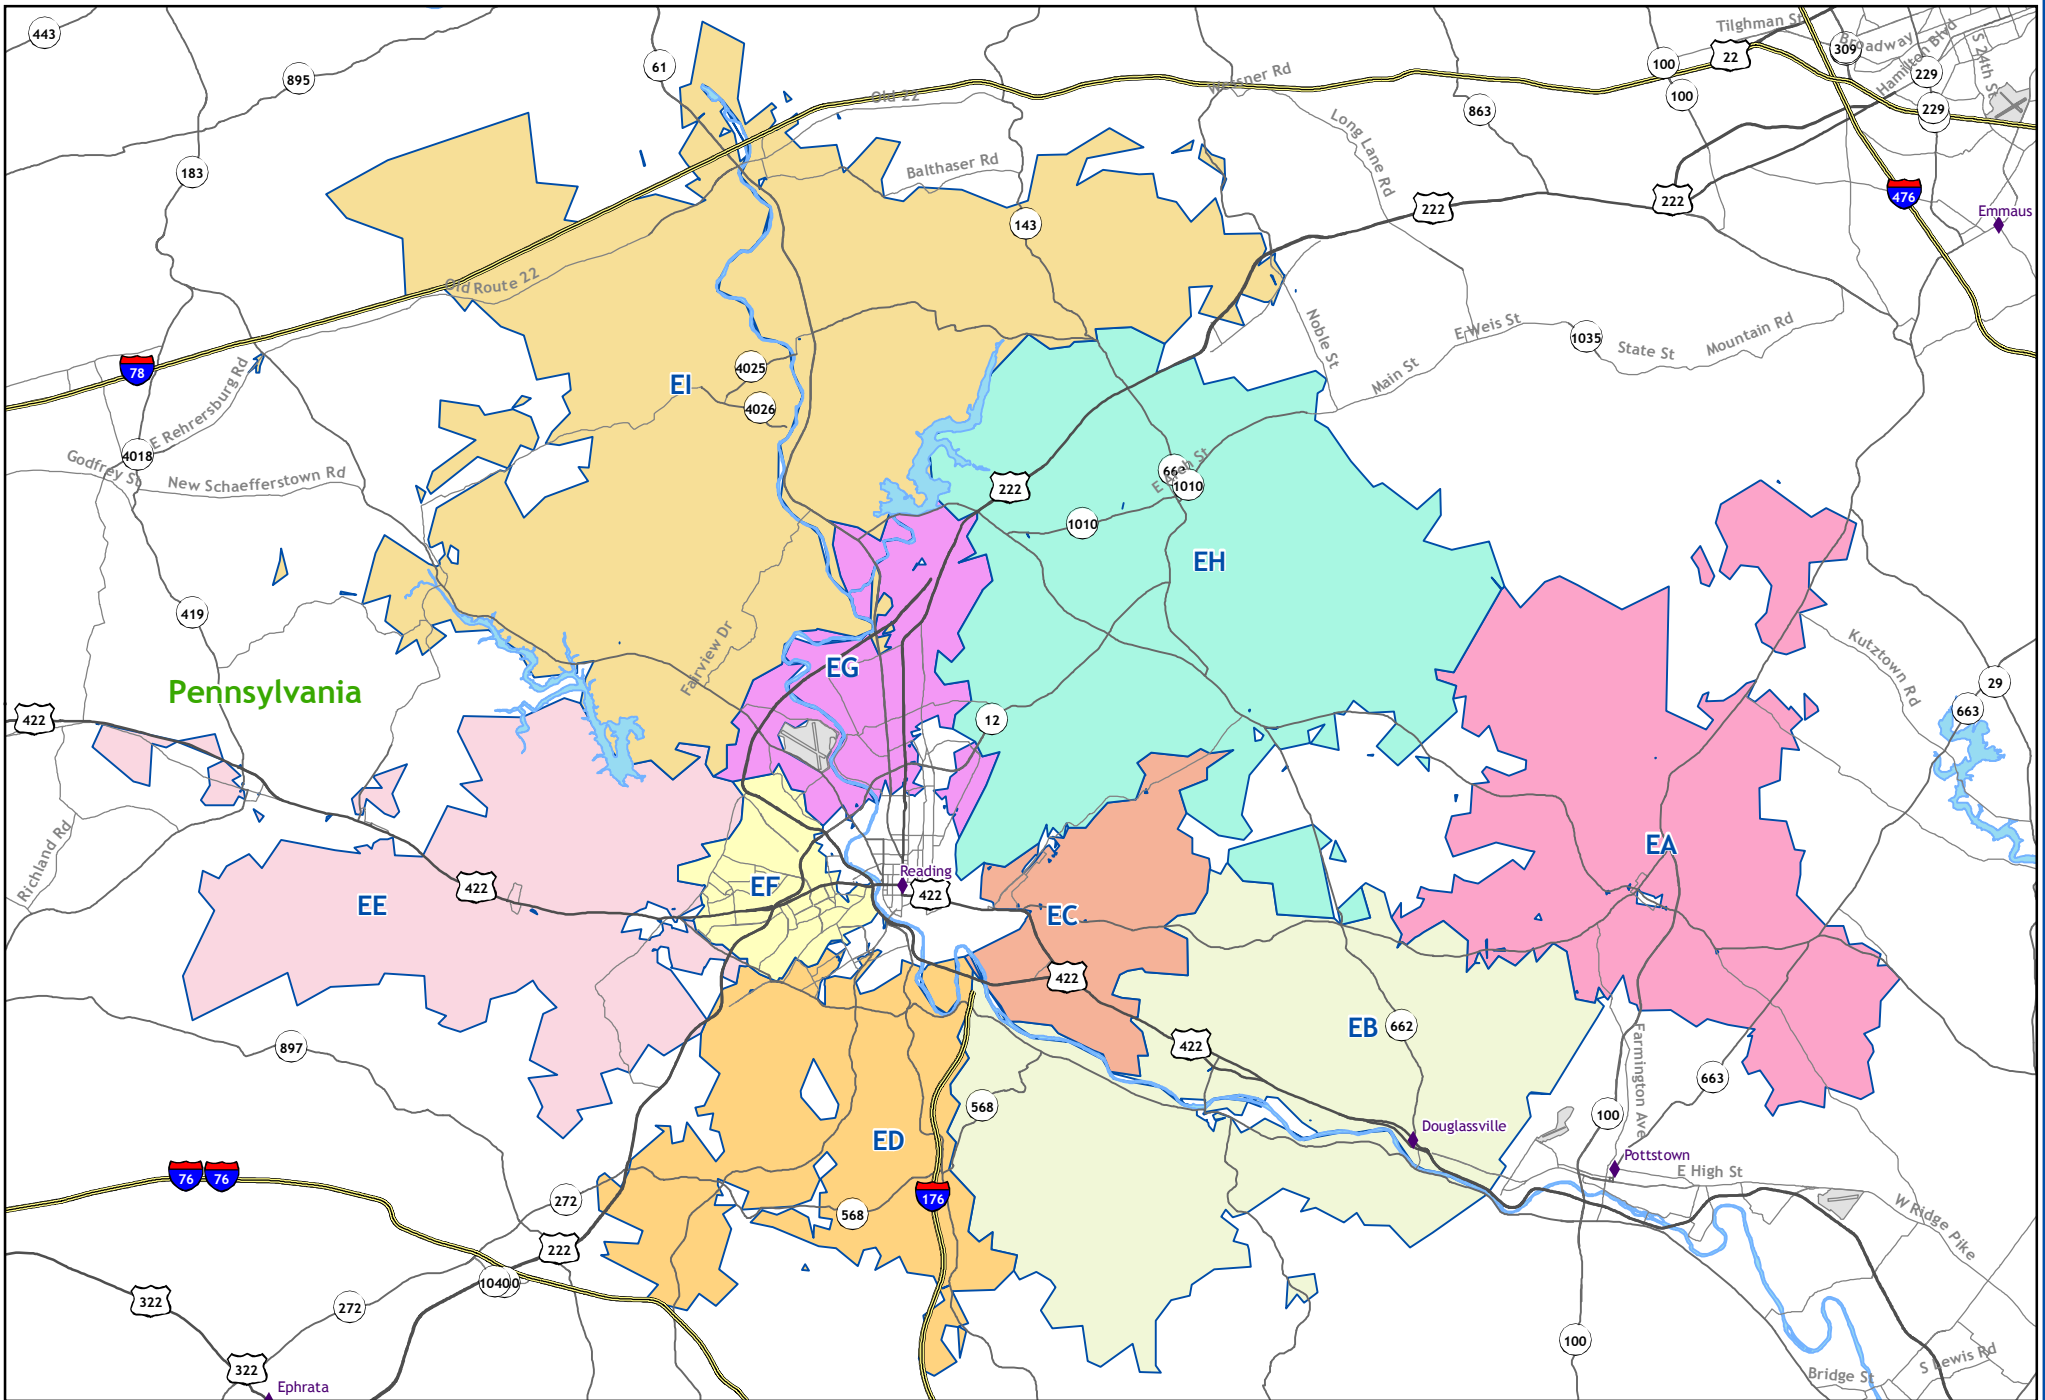 443
895
61
Tilghman St
100
22
309
Broadway
Hamilton Blvd
S 24th St
229
Old 22
100
863
229
183
Balthaser Rd
Long Lane Rd
222
222
476
Emmaus
143
Old Route 22
Noble St
E Weis St
1035
State St
Mountain Rd
78
4025
EI
4026
Main St
E Rehrersburg Rd
4018
Godfrey St
New Schaefferstown Rd
222
1010
1010
EH
419
Fairview Dr
EG
Pennsylvania
Kutztown Rd
29
663
422
12
Richland Rd
EA
422
EF
Reading
422
EE
EC
422
EB
662
422
897
Farmington Ave
663
568
100
ED
Douglassville
Pottstown
E High St
76
76
176
272
568
W Ridge Pike
222
10400
322
272
100
322
Ephrata
S Lewis Rd
Bridge St